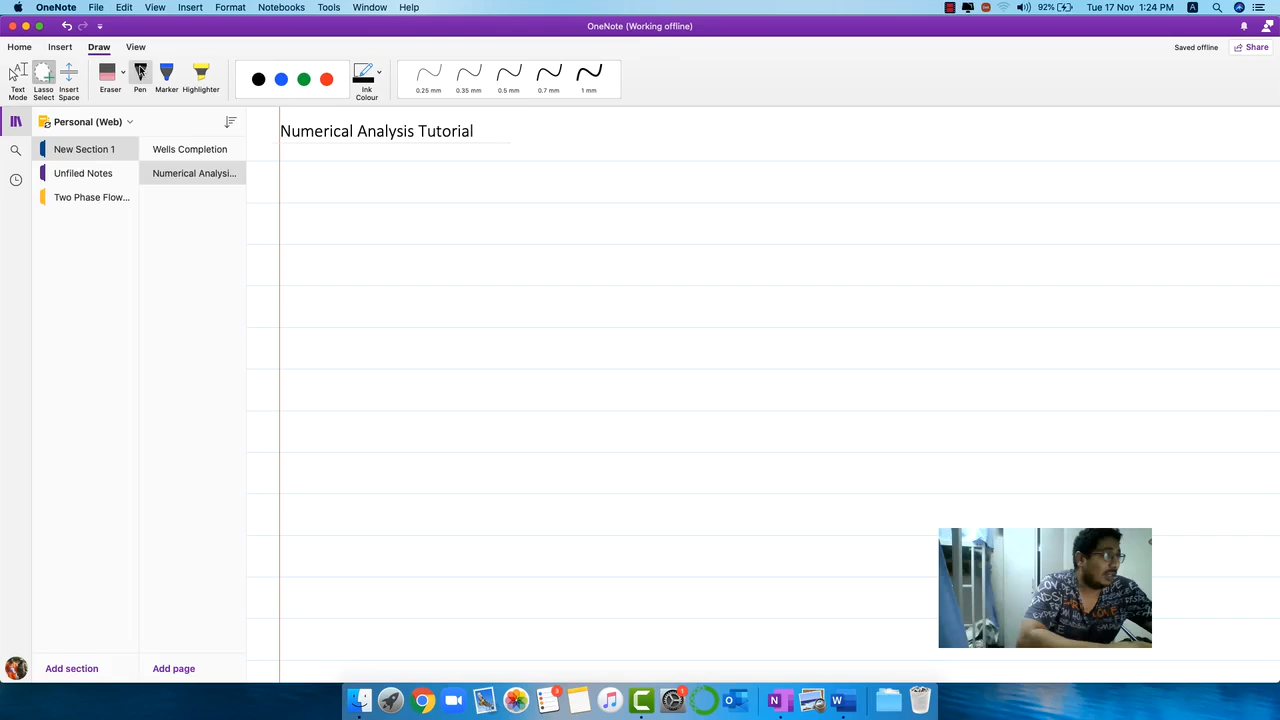 OneNote File Edit View Insert Format Notebooks Tools Window Help 92% Tue 17 Nov 1:24 PM
OneNote (Working offline)
Home Insert Draw View Saved offline Share
Text Mode
Lasso Select
Insert Space
Eraser
Pen
Marker
Highlighter
Ink Colour
0.25 mm 0.35 mm 0.5 mm 0.7 mm 1 mm
Personal (Web)
New Section 1
Unfiled Notes
Two Phase Flow...
Wells Completion
Numerical Analysi...
Numerical Analysis Tutorial
Add section Add page